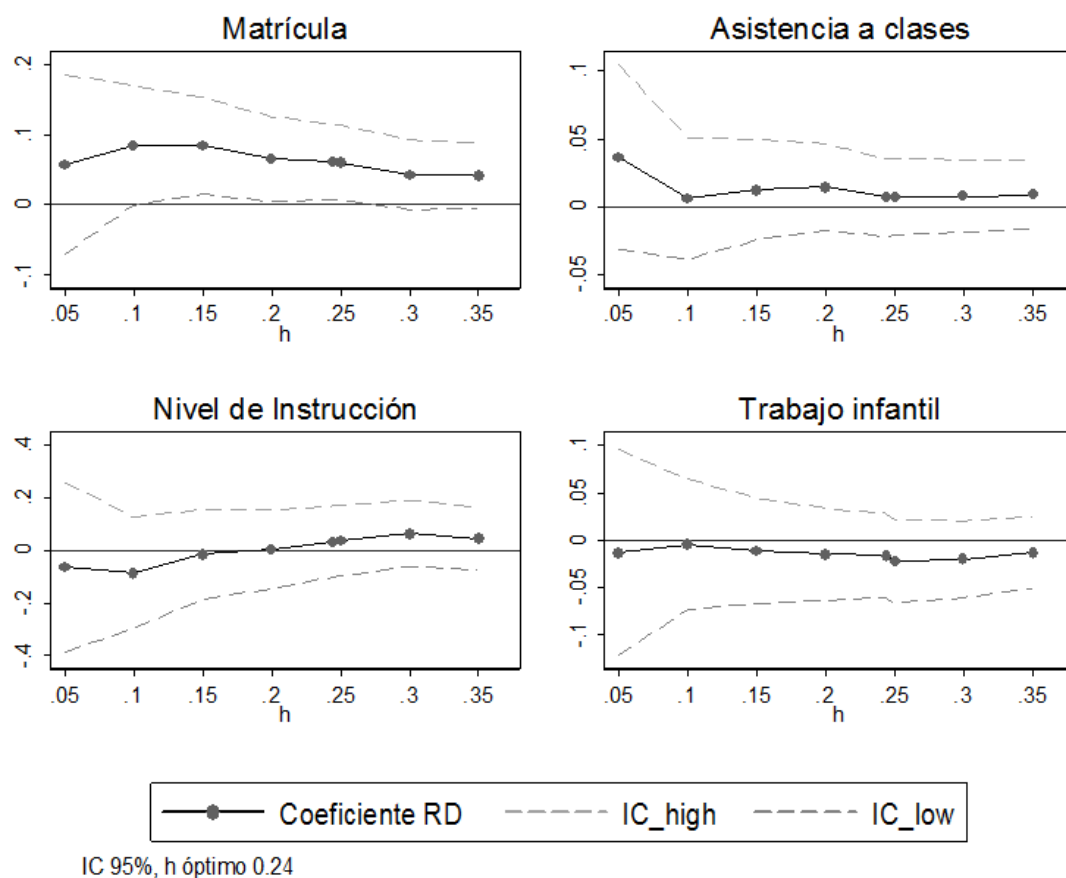 Matrícula
.2
.1
0
-.1
.05 .1 .15 .2 .25 .3 .35
h
Asistencia a clases
.1
.05
0
-.05
.05 .1 .15 .2 .25 .3 .35
h
Nivel de Instrucción
.4
.2
0
-.2
-.4
.05 .1 .15 .2 .25 .3 .35
h
Trabajo infantil
.1
.05
0
-.05
-.1
.05 .1 .15 .2 .25 .3 .35
h
Coeficiente RD IC_high IC_low
IC 95%, h óptimo 0.24